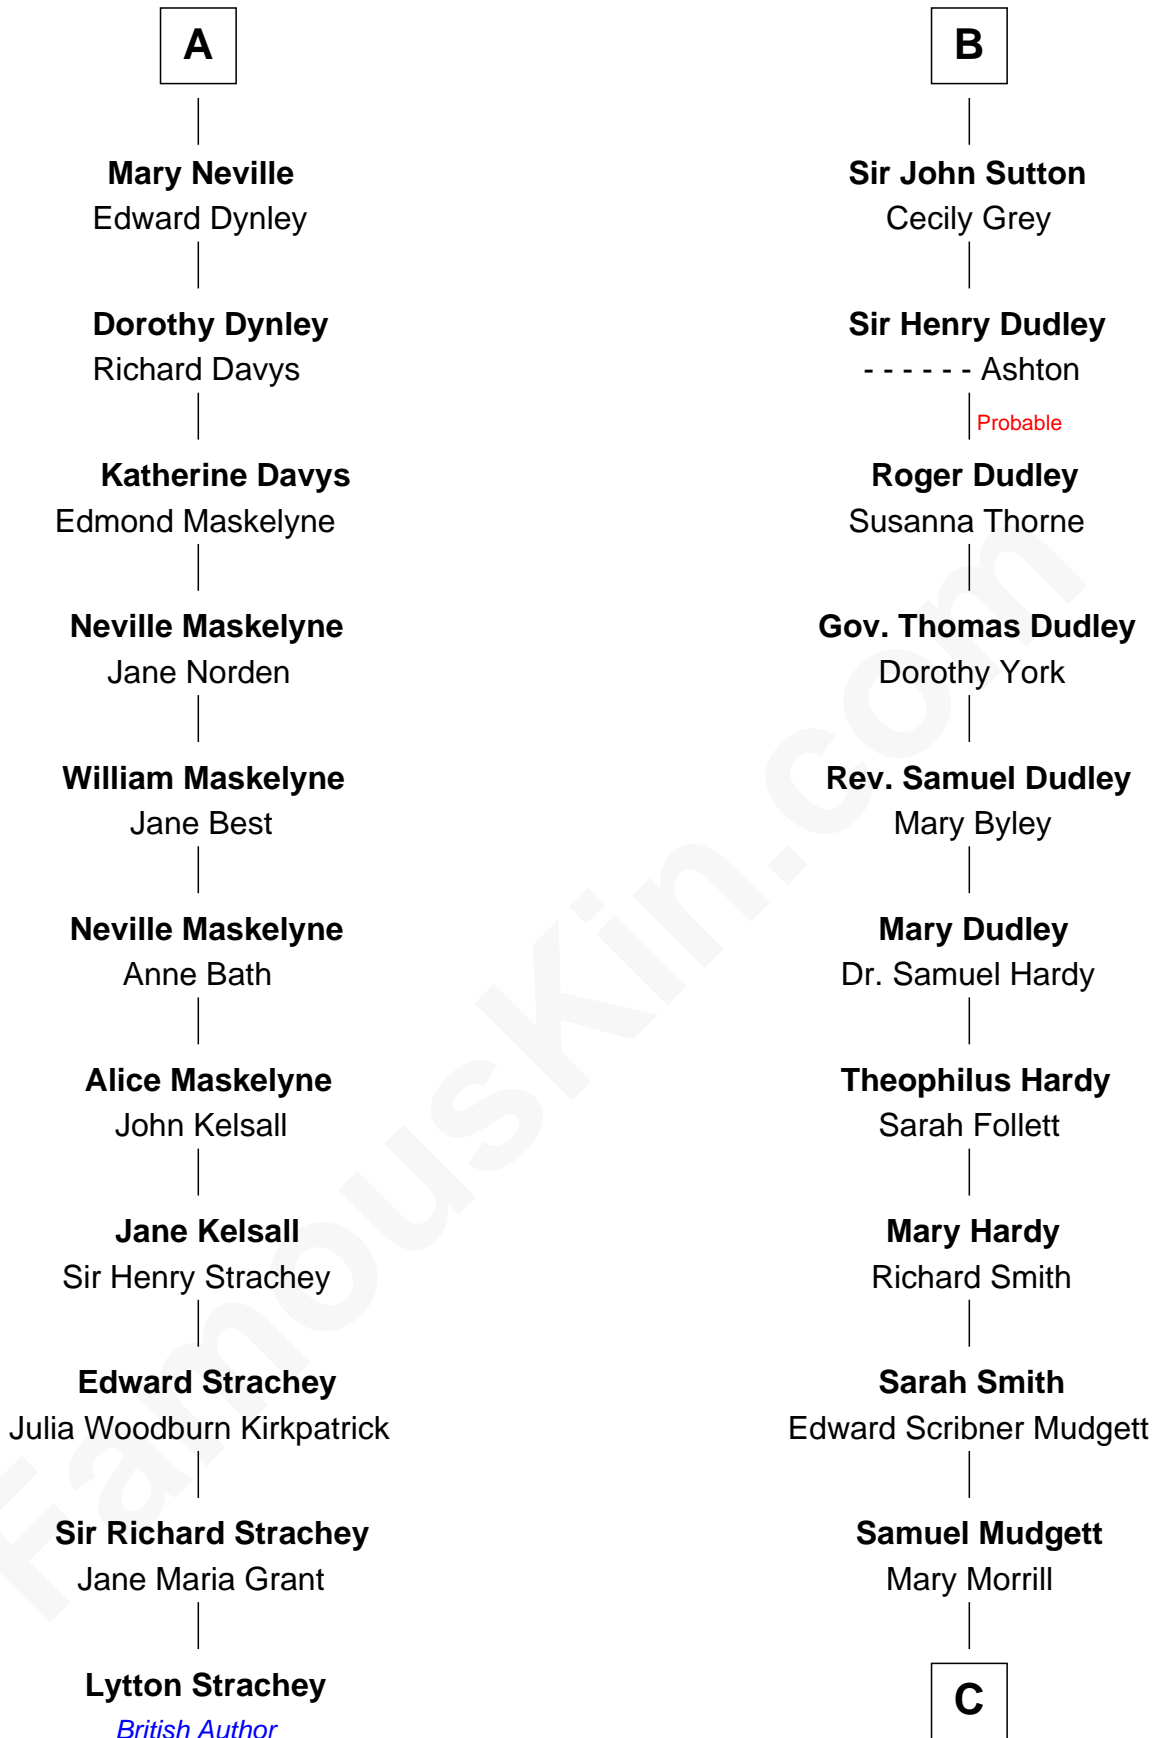 A
Mary Neville
Edward Dynley
Dorothy Dynley
Richard Davys
Katherine Davys
Edmond Maskelyne
Neville Maskelyne
Jane Norden
William Maskelyne
Jane Best
Neville Maskelyne
Anne Bath
Alice Maskelyne
John Kelsall
Jane Kelsall
Sir Henry Strachey
Edward Strachey
Julia Woodburn Kirkpatrick
Sir Richard Strachey
Jane Maria Grant
Lytton Strachey
British Author
B
Sir John Sutton
Cecily Grey
Sir Henry Dudley
- - - - - - Ashton
Probable
Roger Dudley
Susanna Thorne
Gov. Thomas Dudley
Dorothy York
Rev. Samuel Dudley
Mary Byley
Mary Dudley
Dr. Samuel Hardy
Theophilus Hardy
Sarah Follett
Mary Hardy
Richard Smith
Sarah Smith
Edward Scribner Mudgett
Samuel Mudgett
Mary Morrill
C
FamousKin.com